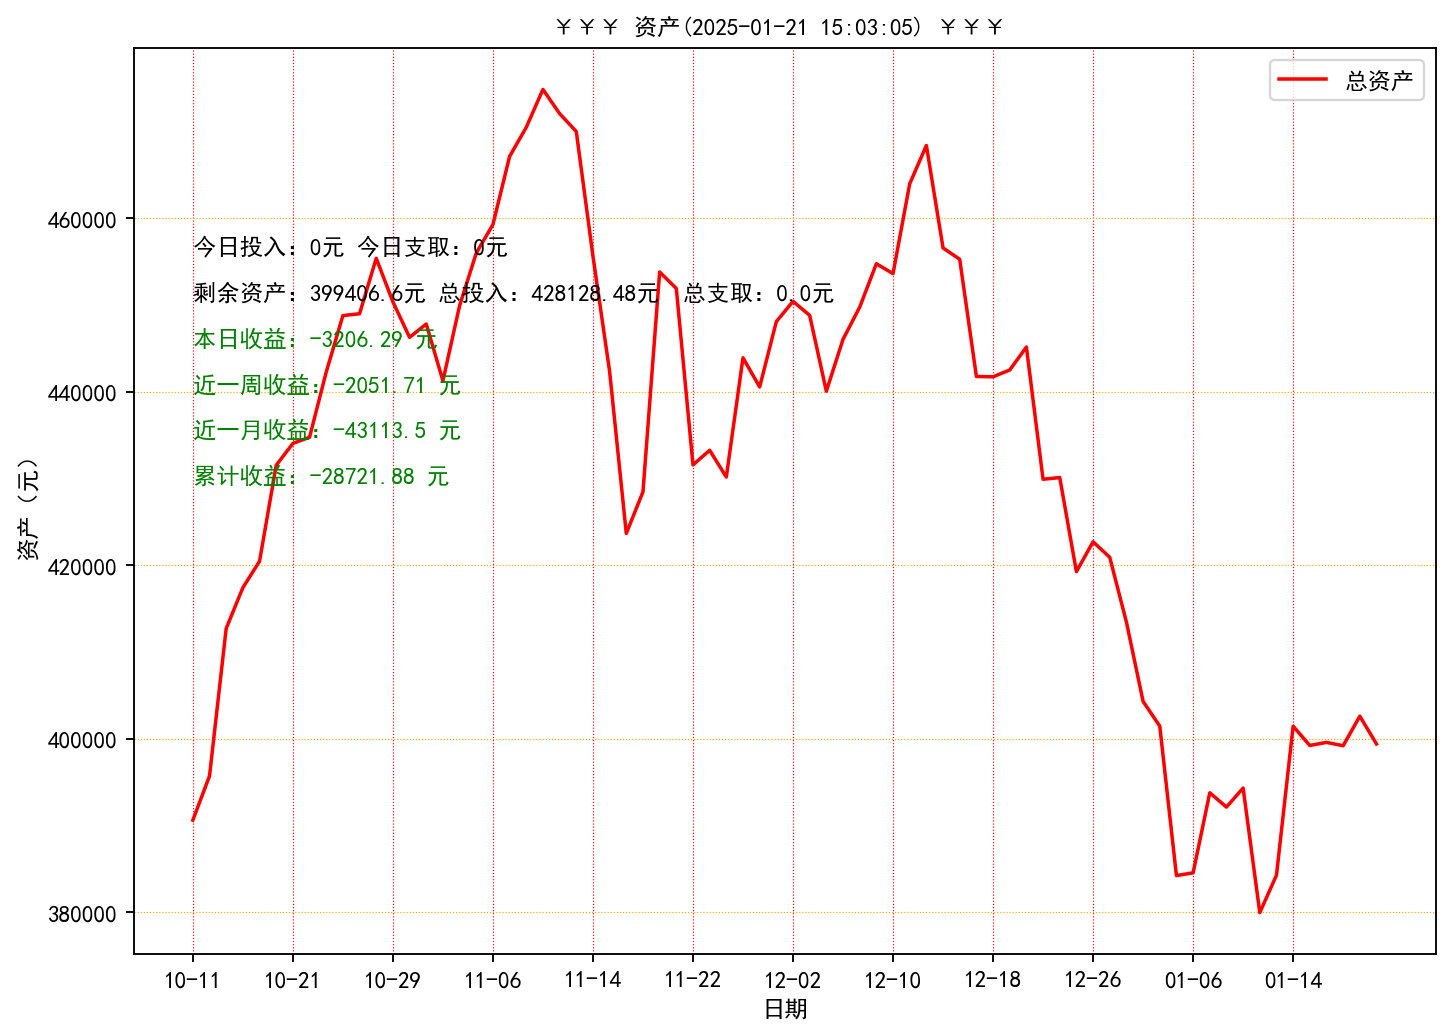 ￥￥￥ 资产(2025-01-21 15:03:05) ￥￥￥
总资产
460000
440000
420000
400000
380000
资产（元）
今日投入：0元 今日支取：0元
剩余资产：399406.6元 总投入：428128.48元  总支取：0.0元
本日收益：-3206.29 元
近一周收益：-2051.71 元
近一月收益：-43113.5 元
累计收益：-28721.88 元
10-11 10-21 10-29 11-06 11-14 11-22 12-02 12-10 12-18 12-26 01-06 01-14
日期